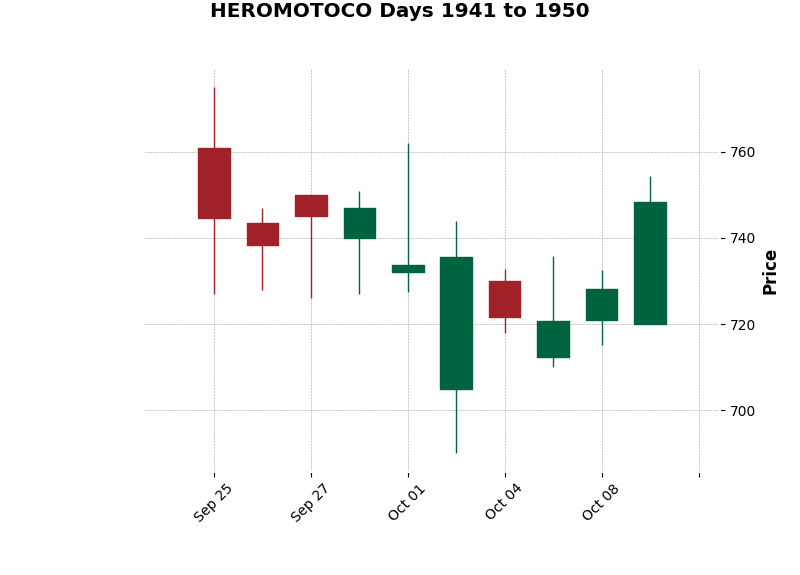 HEROMOTOCO Days 1941 to 1950
760
740
720
700
Price
Sep 25
Sep 27
Oct 01
Oct 04
Oct 08